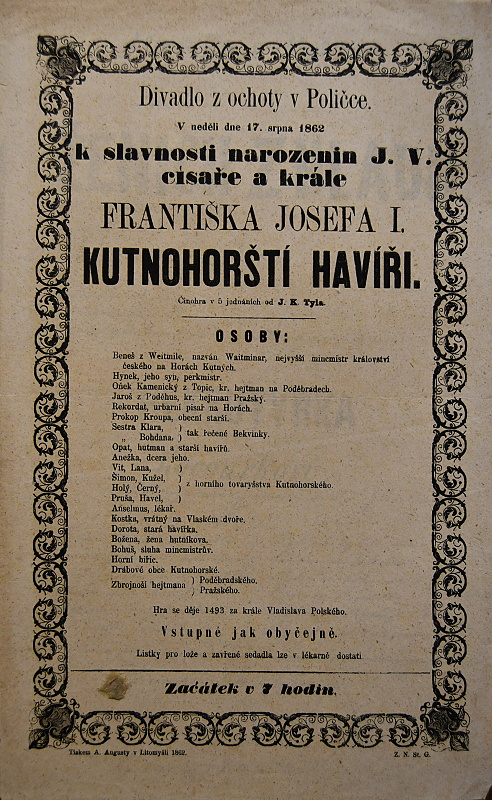 Divadlo z ochoty v Poličce.
V neděli dne 17. srpna 1862
k slavnosti narozenin J. V.
císaře a krále
FRANTIŠKA JOSEFA I.
KUTNOHORŠTÍ HAVÍŘI.
Činohra v 5 jednáních od J. K. Tyla.
OSOBY:
Beneš z Weitmile, nazván Waitminar, nejvyšší mincmistr království
českého na Horách Kutných.
Hynek, jeho syn, perkmistr.
Oňek Kamenický z Topic, kr. hejtman na Poděbradech.
Jaroš z Poděhus, kr. hejtman Pražský.
Rekordat, urburní písař na Horách.
Prokop Kroupa, obecní starší.
Sestra Klara, )
„ Bohdana, ) tak řečené Bekvinky.
Opat, hutman a starší havířů.
Anežka, dcera jeho.
Vít, Lana, )
Šimon, Kužel, )
Holý, Černý, ) z horního tovaryšstva Kutnohorského.
Pruša, Havel, )
Anselmus, lékař.
Kostka, vrátný na Vlaském dvoře.
Dorota, stará havířka.
Božena, žena hutníkova.
Bohuš, sluha mincmistrův.
Horní biřic.
Drábové obce Kutnohorské.
Zbrojnoši hejtmana ) Poděbradského.
) Pražského.
Hra se děje 1493 za krále Vladislava Polského.
Vstupné jak obyčejně.
Lístky pro lože a zavřené sedadla lze v lékárně dostati.
Začátek v 7 hodin.
Tiskem A. Augusty v Litomyšli 1862.
Z. N. St. G.